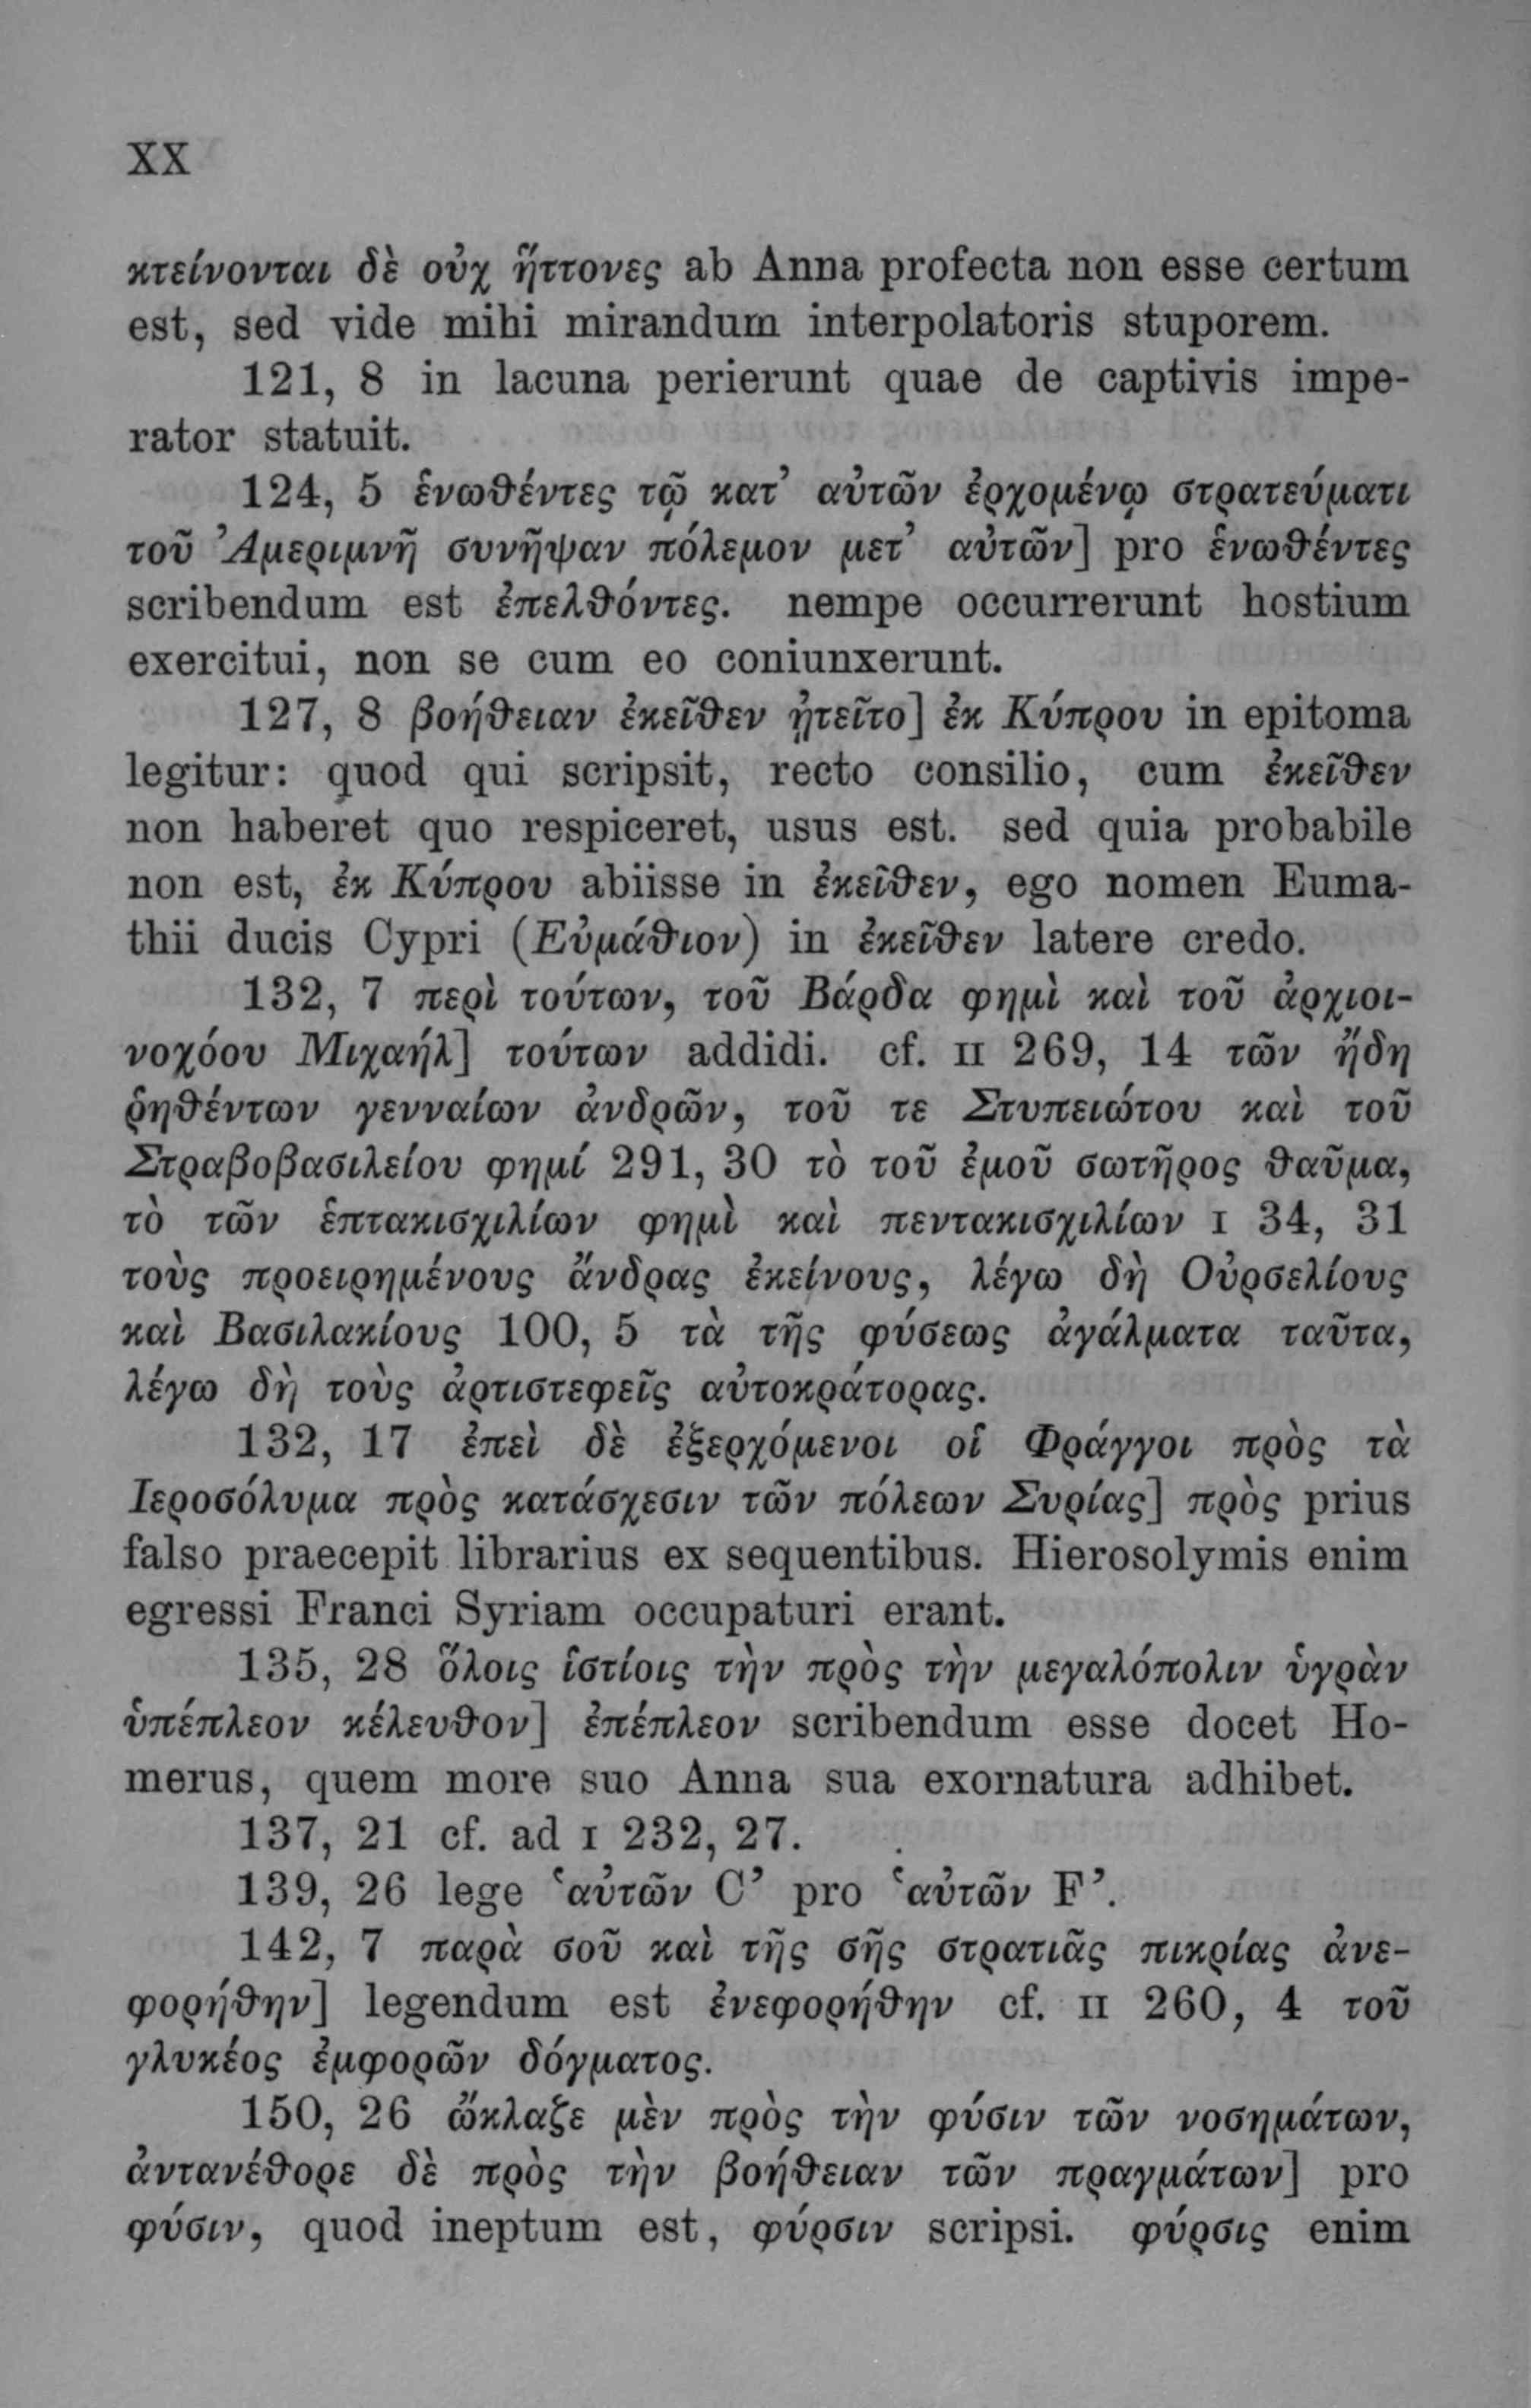 XX
κτείνονται δὲ οὐχ ἥττονες ab Anna profecta non esse certum
est, sed vide mihi mirandum interpolatoris stuporem.
121, 8 in lacuna perierunt quae de captivis impe-
rator statuit.
124, 5 ἑνωθέντες τῷ κατ’ αὐτῶν ἐρχομένῳ στρατεύματι
τοῦ Ἀμεριμνῆ συνῆψαν πόλεμον μετ’ αὐτῶν] pro ἑνωθέντες
scribendum est ἐπελθόντες. nempe occurrerunt hostium
exercitui, non se cum eo coniunxerunt.
127, 8 βοήθειαν ἐκεῖθεν ᾐτεῖτο] ἐκ Κύπρου in epitoma
legitur: quod qui scripsit, recto consilio, cum ἐκεῖθεν
non haberet quo respiceret, usus est. sed quia probabile
non est, ἐκ Κύπρου abiisse in ἐκεῖθεν, ego nomen Euma-
thii ducis Cypri (Εὐμάθιον) in ἐκεῖθεν latere credo.
132, 7 περὶ τούτων, τοῦ Βάρδα φημὶ καὶ τοῦ ἀρχιοι-
νοχόου Μιχαήλ] τούτων addidi. cf. II 269, 14 τῶν ἤδη
ῥηθέντων γενναίων ἀνδρῶν, τοῦ τε Στυπειώτου καὶ τοῦ
Στραβοβασιλείου φημί 291, 30 τὸ τοῦ ἐμοῦ σωτῆρος θαῦμα,
τὸ τῶν ἑπτακισχιλίων φημὶ καὶ πεντακισχιλίων I 34, 31
τοὺς προειρημένους ἄνδρας ἐκείνους, λέγω δὴ Οὐρσελίους
καὶ Βασιλακίους 100, 5 τὰ τῆς φύσεως ἀγάλματα ταῦτα,
λέγω δὴ τοὺς ἀρτιστεφεῖς αὐτοκράτορας.
132, 17 ἐπεὶ δὲ ἐξερχόμενοι οἱ Φράγγοι πρὸς τὰ
Ιεροσόλυμα πρὸς κατάσχεσιν τῶν πόλεων Συρίας] πρὸς prius
falso praecepit librarius ex sequentibus. Hierosolymis enim
egressi Franci Syriam occupaturi erant.
135, 28 ὅλοις ἱστίοις τὴν πρὸς τὴν μεγαλόπολιν ὑγρὰν
ὑπέπλεον κέλευθον] ἐπέπλεον scribendum esse docet Ho-
merus, quem more suo Anna sua exornatura adhibet.
137, 21 cf. ad I 232, 27.
139, 26 lege ‘αὐτῶν C’ pro ‘αὐτῶν F’.
142, 7 παρὰ σοῦ καὶ τῆς σῆς στρατιᾶς πικρίας ἀνε-
φορήθην] legendum est ἐνεφορήθην cf. II 260, 4 τοῦ
γλυκέος ἐμφορῶν δόγματος.
150, 26 ὤκλαζε μὲν πρὸς τὴν φύσιν τῶν νοσημάτων,
ἀντανέθορε δὲ πρὸς τὴν βοήθειαν τῶν πραγμάτων] pro
φύσιν, quod ineptum est, φύρσιν scripsi. φύρσις enim